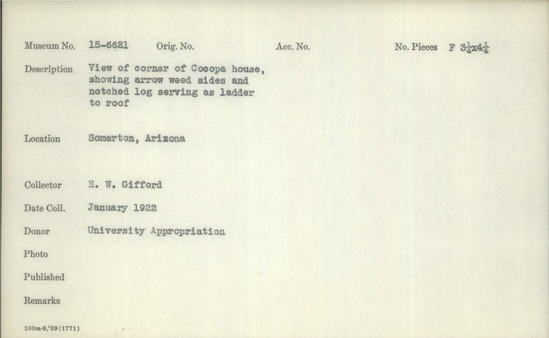 Museum No. 15-6621 Orig. No. Acc. No. No. Pieces F 3¼x4¼
Description View of corner of Cocopa house,
showing arrow weed sides and
notched log serving as ladder
to roof
Location Somerton, Arizona
Collector E. W. Gifford
Date Coll. January 1922
Donor University Appropriation
Photo
Published
Remarks
100m-9,'39(1771)